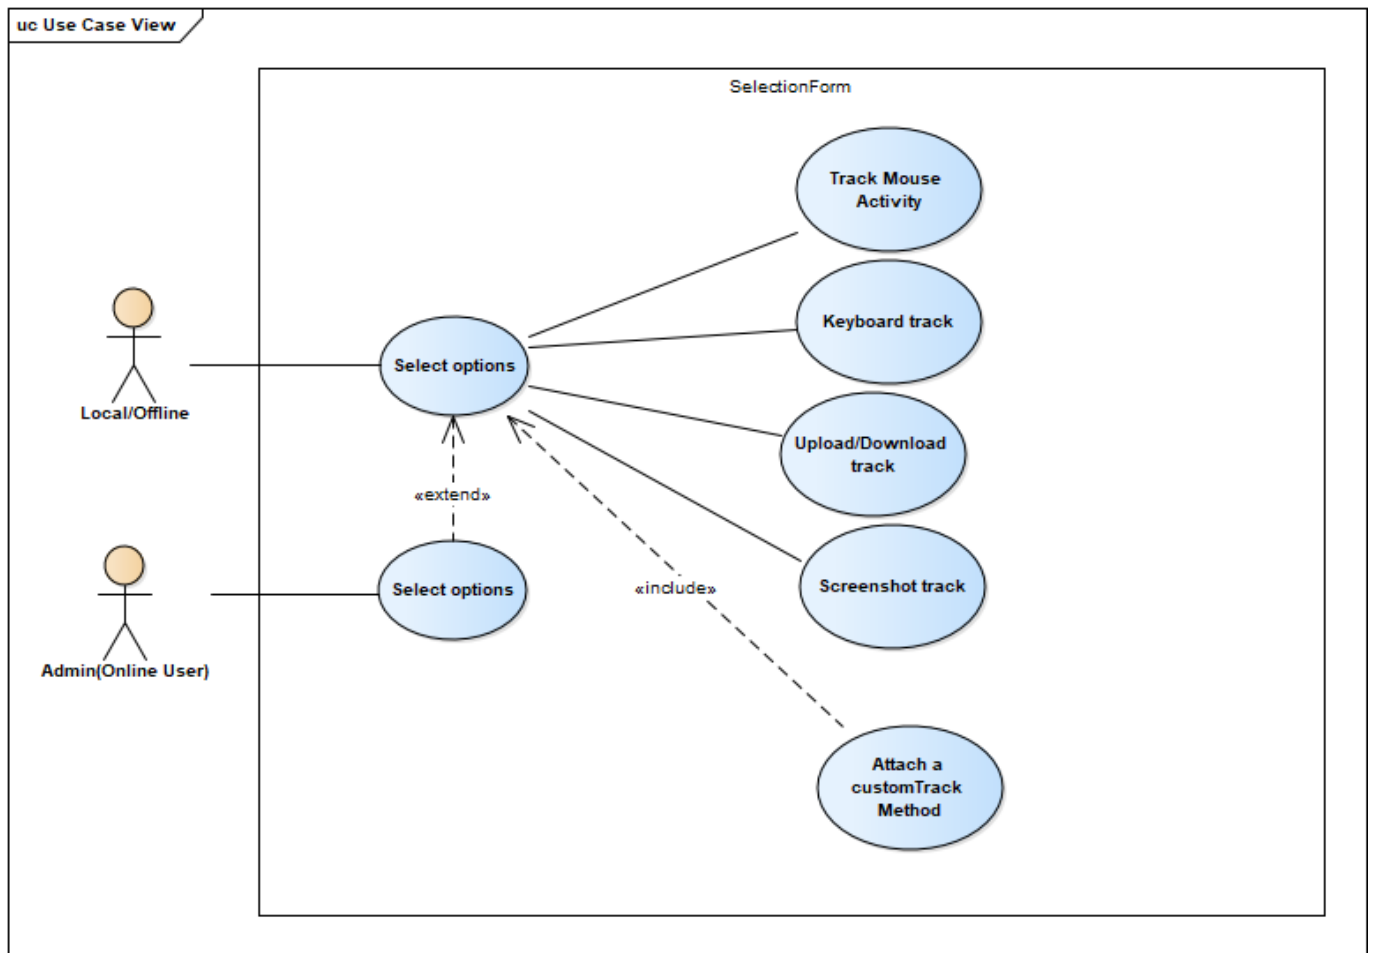 uc Use Case View
SelectionForm
Track Mouse
Activity
Keyboard track
Select options
Local/Offline
Upload/Download
track
«extend»
Select options
Admin(Online User)
«include»
Screenshot track
Attach a
customTrack
Method